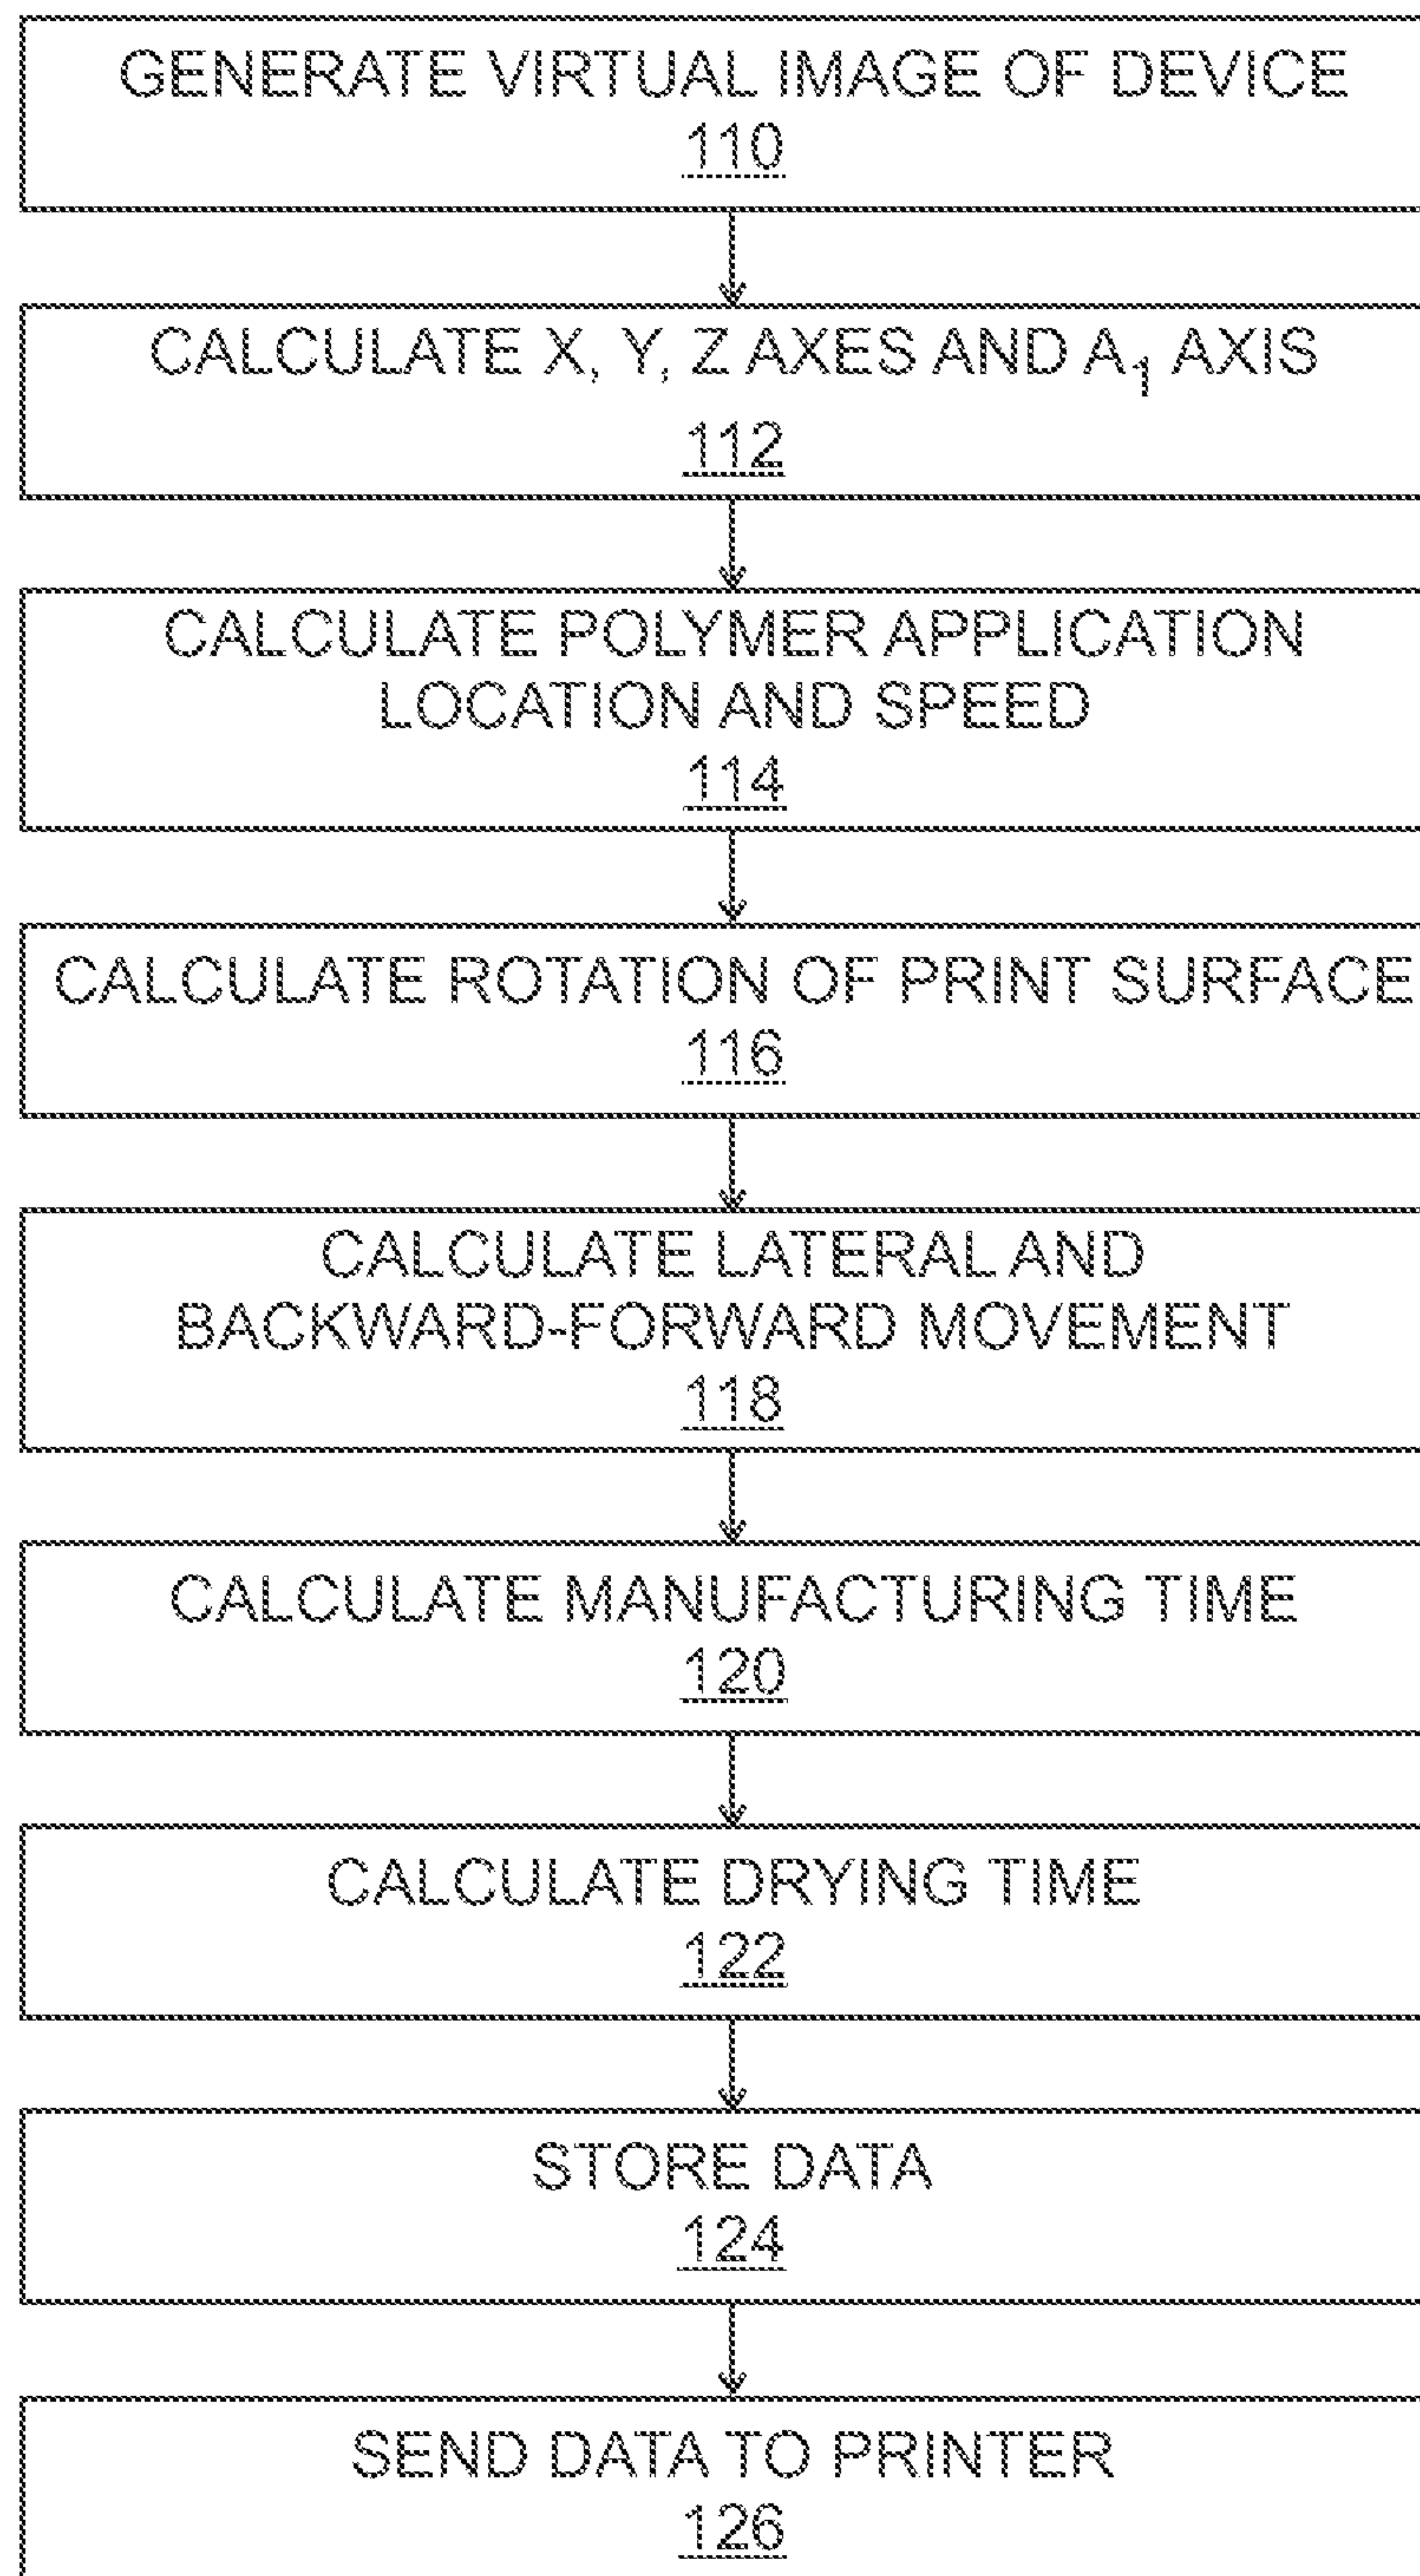 GENERATE VIRTUAL IMAGE OF DEVICE
110
CALCULATE X, Y, Z AXES AND A₁ AXIS
112
CALCULATE POLYMER APPLICATION
LOCATION AND SPEED
114
CALCULATE ROTATION OF PRINT SURFACE
116
CALCULATE LATERAL AND
BACKWARD-FORWARD MOVEMENT
118
CALCULATE MANUFACTURING TIME
120
CALCULATE DRYING TIME
122
STORE DATA
124
SEND DATA TO PRINTER
126